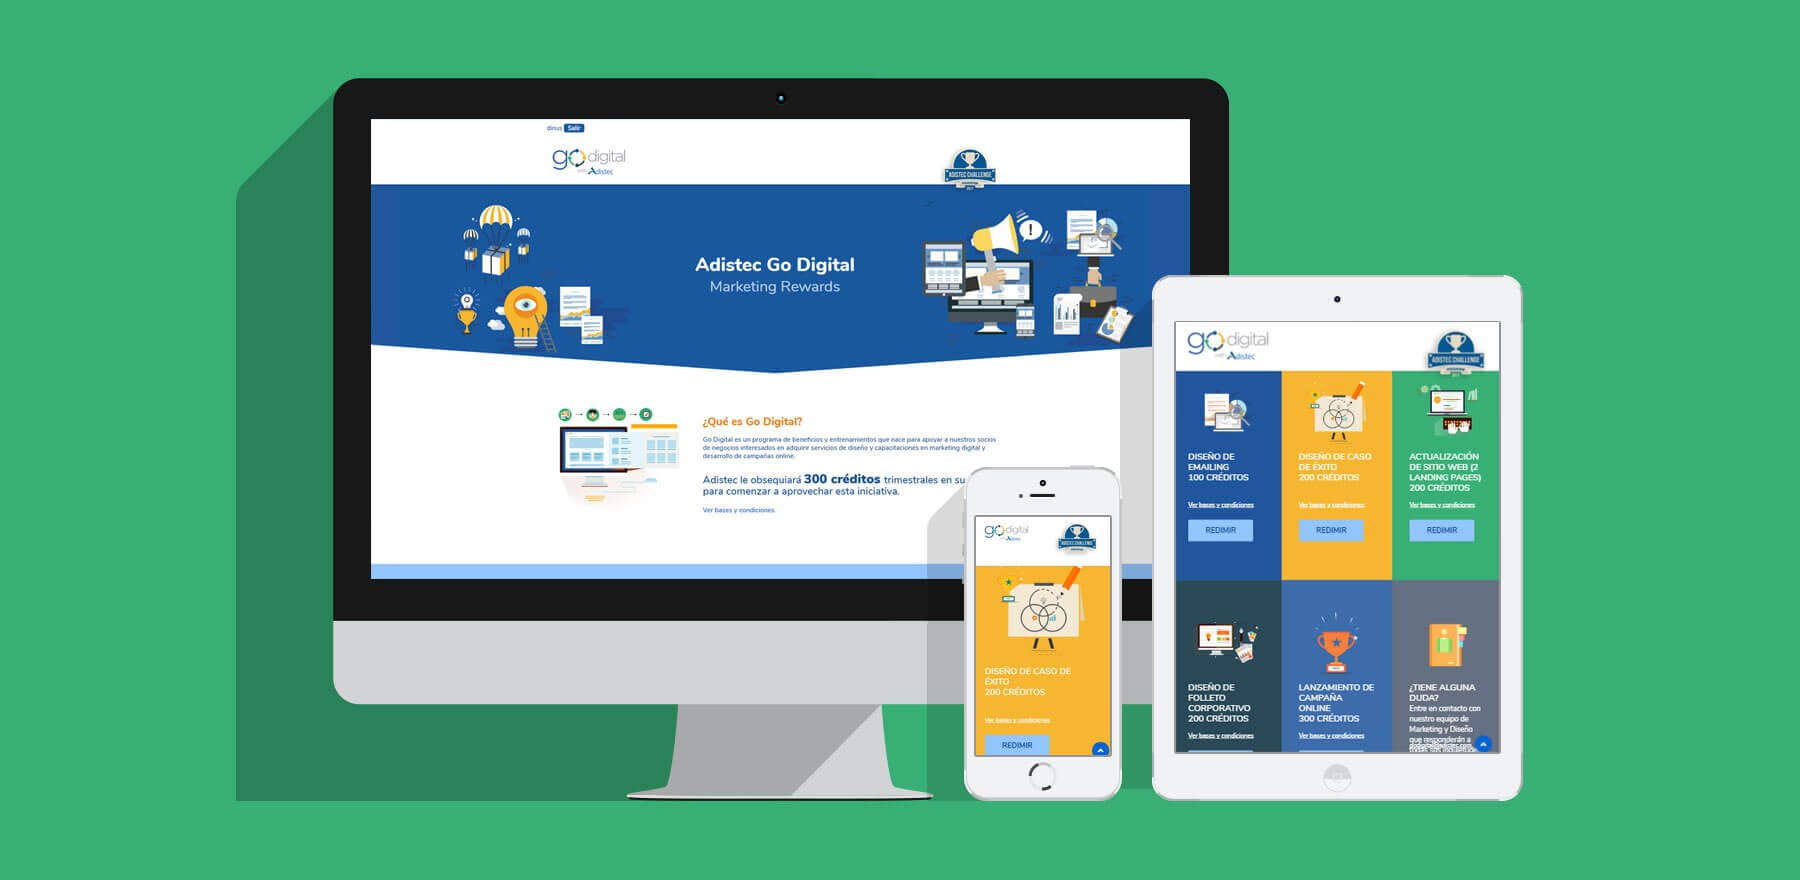 dinus Salir
go digital
with Adistec
ADISTEC CHALLENGE
Adistec Go Digital
Marketing Rewards
¿Qué es Go Digital?
Go Digital es un programa de beneficios y entrenamientos que nace para apoyar a nuestros socios
de negocios interesados en adquirir servicios de diseño y capacitaciones en marketing digital y
desarrollo de campañas online.
Adistec le obsequiará 300 créditos trimestrales en su
para comenzar a aprovechar esta iniciativa.
Ver bases y condiciones
go digital
with Adistec
ADISTEC CHALLENGE
DISEÑO DE CASO DE
ÉXITO
200 CRÉDITOS
Ver bases y condiciones
REDIMIR
go digital
with Adistec
ADISTEC CHALLENGE
DISEÑO DE
EMAILING
100 CRÉDITOS
Ver bases y condiciones
REDIMIR
DISEÑO DE CASO
DE ÉXITO
200 CRÉDITOS
Ver bases y condiciones
REDIMIR
ACTUALIZACIÓN
DE SITIO WEB (2
LANDING PAGES)
200 CRÉDITOS
Ver bases y condiciones
REDIMIR
DISEÑO DE
FOLLETO
CORPORATIVO
200 CRÉDITOS
Ver bases y condiciones
LANZAMIENTO DE
CAMPAÑA
ONLINE
300 CRÉDITOS
Ver bases y condiciones
¿TIENE ALGUNA
DUDA?
Entre en contacto con
nuestro equipo de
Marketing y Diseño
que responderán a